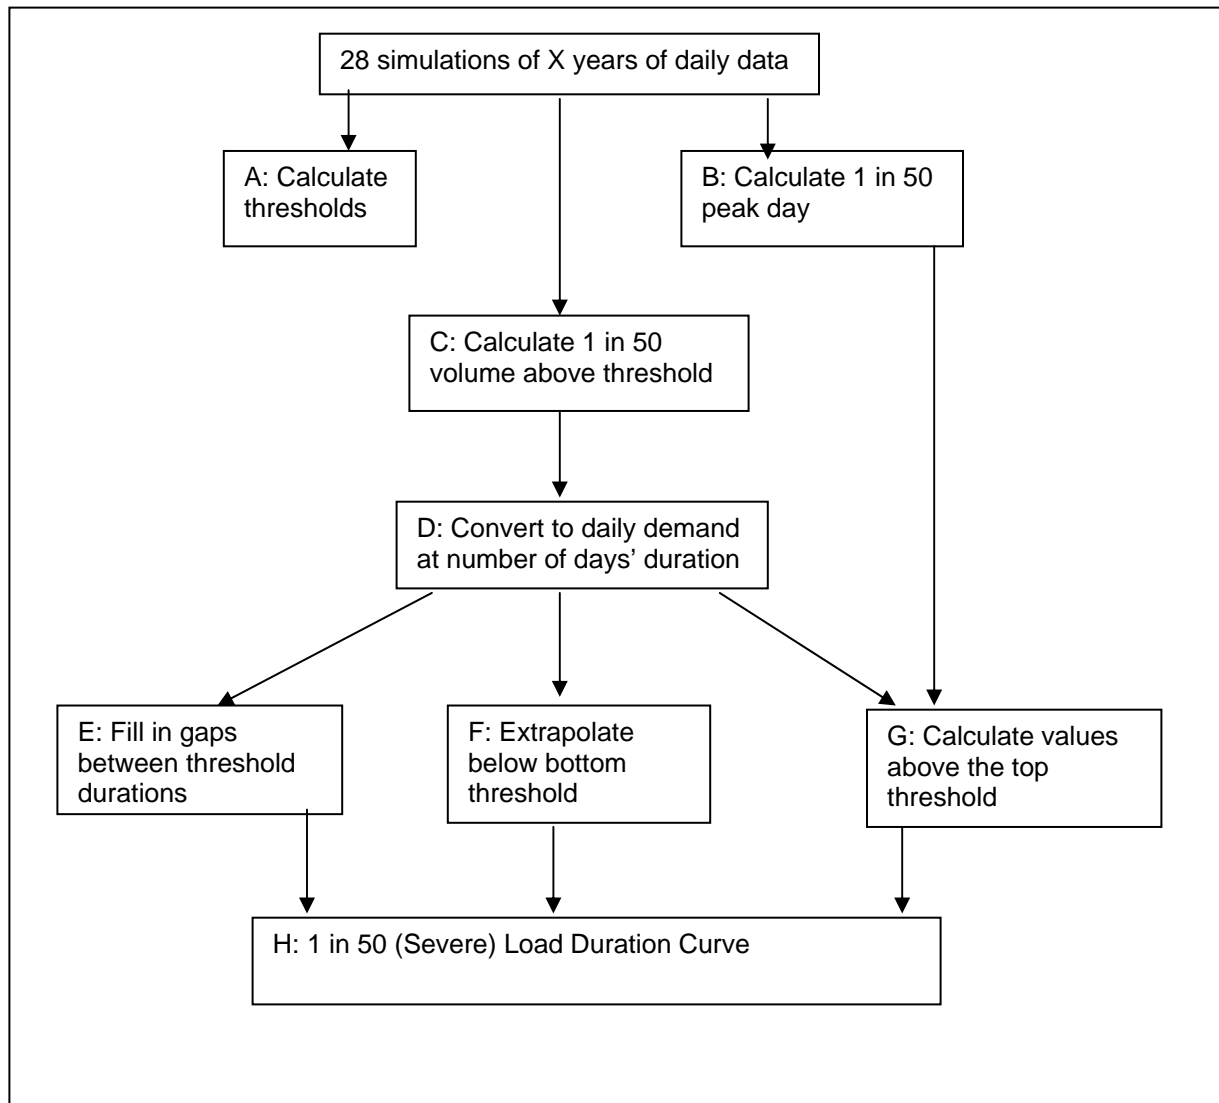 28 simulations of X years of daily data
A: Calculate
thresholds
B: Calculate 1 in 50
peak day
C: Calculate 1 in 50
volume above threshold
D: Convert to daily demand
at number of days’ duration
E: Fill in gaps
between threshold
durations
F: Extrapolate
below bottom
threshold
G: Calculate values
above the top
threshold
H: 1 in 50 (Severe) Load Duration Curve